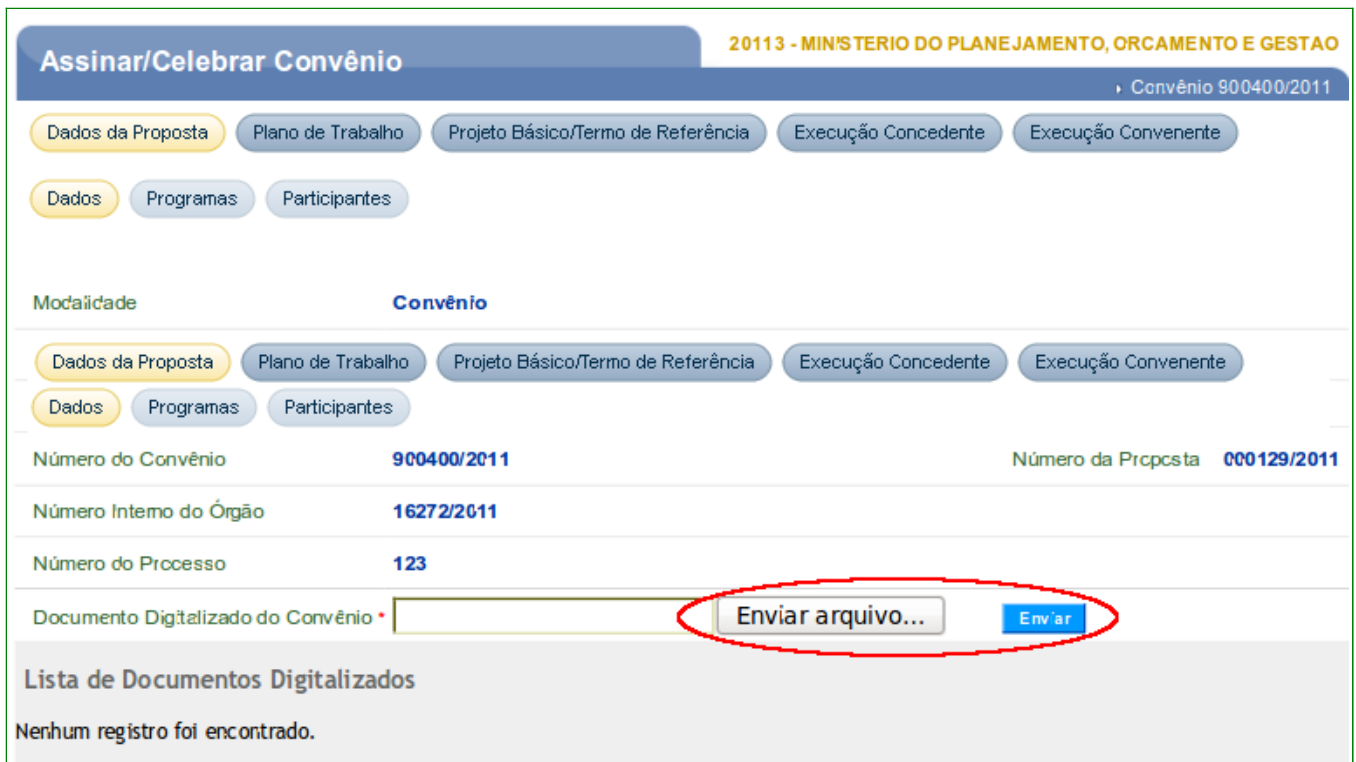 Assinar/Celebrar Convênio
20113 - MINISTERIO DO PLANEJAMENTO, ORCAMENTO E GESTAO
Convênio 900400/2011
Dados da Proposta Plano de Trabalho Projeto Básico/Termo de Referência Execução Concedente Execução Convenente
Dados Programas Participantes
Modalidade Convênio
Dados da Proposta Plano de Trabalho Projeto Básico/Termo de Referência Execução Concedente Execução Convenente
Dados Programas Participantes
Número do Convênio 900400/2011 Número da Proposta 000129/2011
Número Interno do Órgão 16272/2011
Número do Processo 123
Documento Digitalizado do Convênio * Enviar arquivo... Enviar
Lista de Documentos Digitalizados
Nenhum registro foi encontrado.